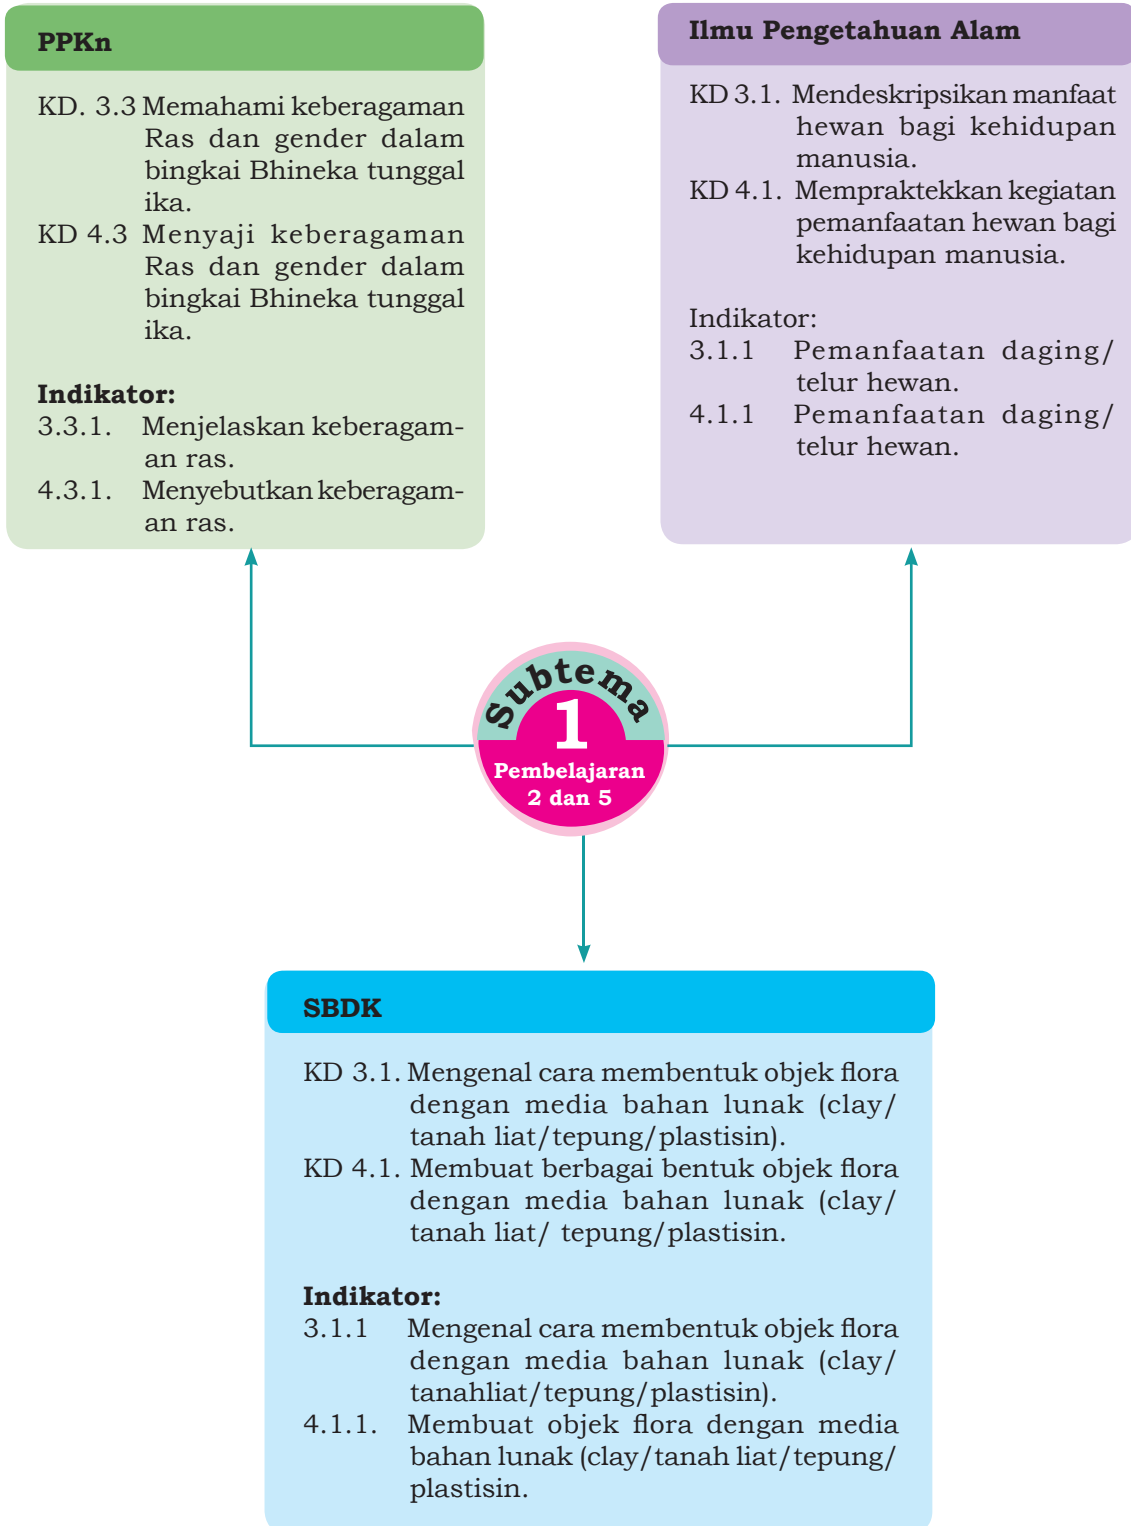 PPKn
KD. 3.3 Memahami keberagaman
Ras dan gender dalam
bingkai Bhineka tunggal
ika.
KD 4.3 Menyaji keberagaman
Ras dan gender dalam
bingkai Bhineka tunggal
ika.
Indikator:
3.3.1. Menjelaskan keberagam-
an ras.
4.3.1. Menyebutkan keberagam-
an ras.
Ilmu Pengetahuan Alam
KD 3.1. Mendeskripsikan manfaat
hewan bagi kehidupan
manusia.
KD 4.1. Mempraktekkan kegiatan
pemanfaatan hewan bagi
kehidupan manusia.
Indikator:
3.1.1 Pemanfaatan daging/
telur hewan.
4.1.1 Pemanfaatan daging/
telur hewan.
Subtema
1
Pembelajaran
2 dan 5
SBDK
KD 3.1. Mengenal cara membentuk objek flora
dengan media bahan lunak (clay/
tanah liat/tepung/plastisin).
KD 4.1. Membuat berbagai bentuk objek flora
dengan media bahan lunak (clay/
tanah liat/ tepung/plastisin.
Indikator:
3.1.1 Mengenal cara membentuk objek flora
dengan media bahan lunak (clay/
tanahliat/tepung/plastisin).
4.1.1. Membuat objek flora dengan media
bahan lunak (clay/tanah liat/tepung/
plastisin.